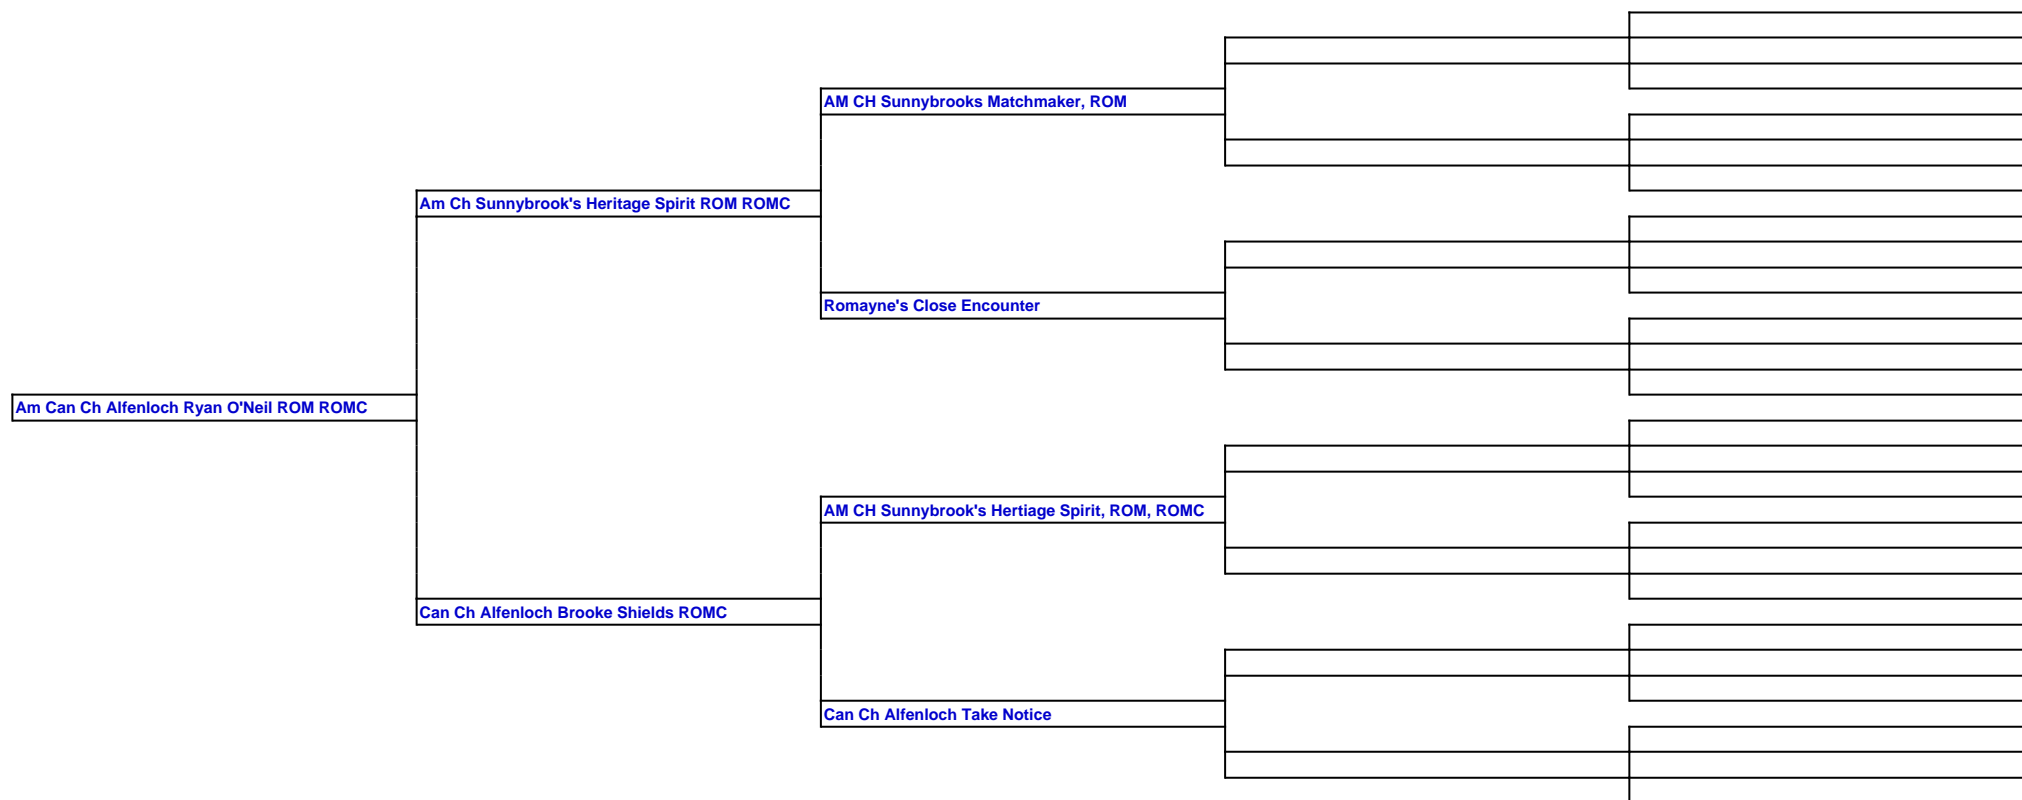 AM CH Sunnybrooks Matchmaker, ROM
Am Ch Sunnybrook's Heritage Spirit ROM ROMC
Romayne's Close Encounter
Am Can Ch Alfenloch Ryan O'Neil ROM ROMC
AM CH Sunnybrook's Hertiage Spirit, ROM, ROMC
Can Ch Alfenloch Brooke Shields ROMC
Can Ch Alfenloch Take Notice